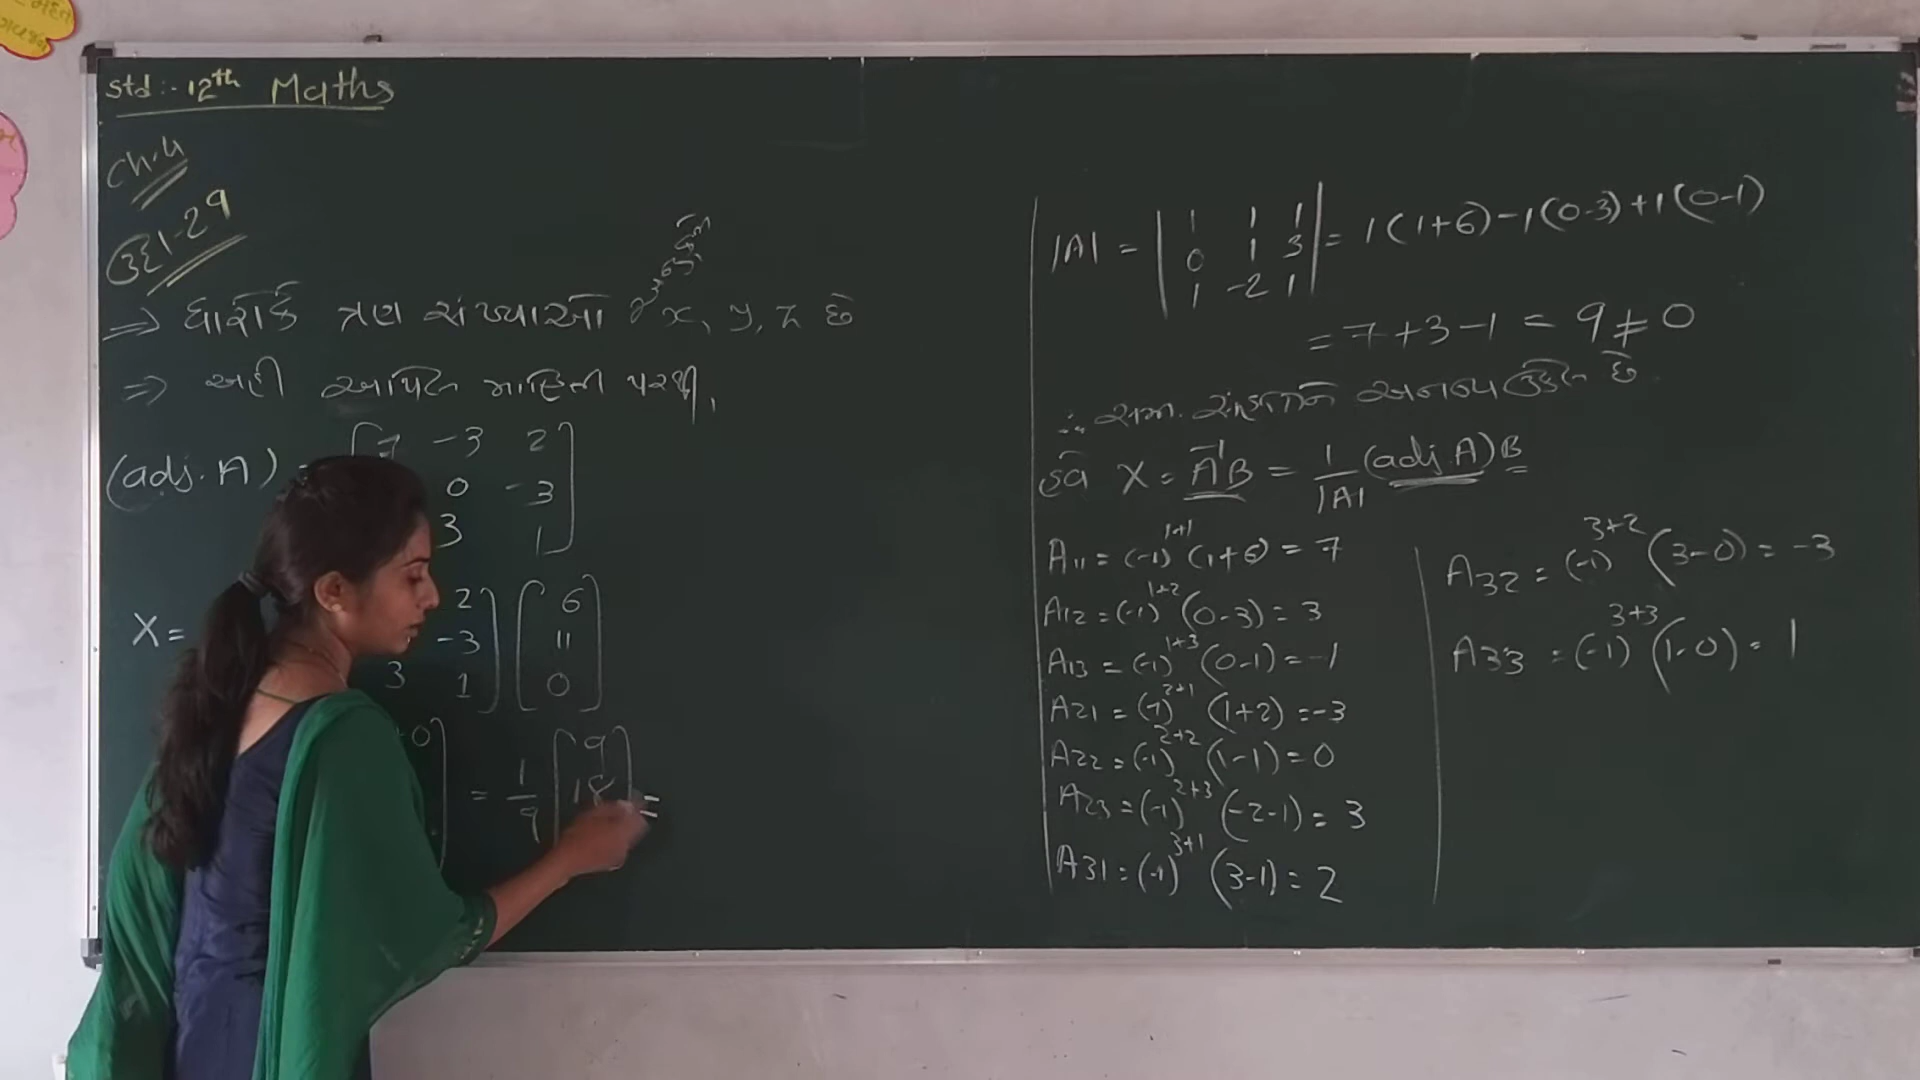 Std :- 12th Maths
Ch.4
ઉદા-29
⇒ ધારોકે ત્રણ સંખ્યાઓ x, y, z છે
⇒ અહી આપેલ માહિતી પરથી,
(adj. A) = [7 -3 2
0 -3
3 1]
X =
2] [6
-3 11
3 1] 0]
+0] = 1/9 [9
18] =
|A| = |1 1 1
0 1 3
1 -2 1| = 1(1+6) -1(0-3) +1(0-1)
= 7+3-1 = 9 ≠ 0
∴ સમી. સંહતિને અનન્ય ઉકેલ છે.
હવે X = A⁻¹B = 1/|A| (adj. A) B
A11 = (-1)^1+1 (1+6) = 7
A12 = (-1)^1+2 (0-3) = 3
A13 = (-1)^1+3 (0-1) = -1
A21 = (-1)^2+1 (1+2) = -3
A22 = (-1)^2+2 (1-1) = 0
A23 = (-1)^2+3 (-2-1) = 3
A31 = (-1)^3+1 (3-1) = 2
A32 = (-1)^3+2 (3-0) = -3
A33 = (-1)^3+3 (1-0) = 1